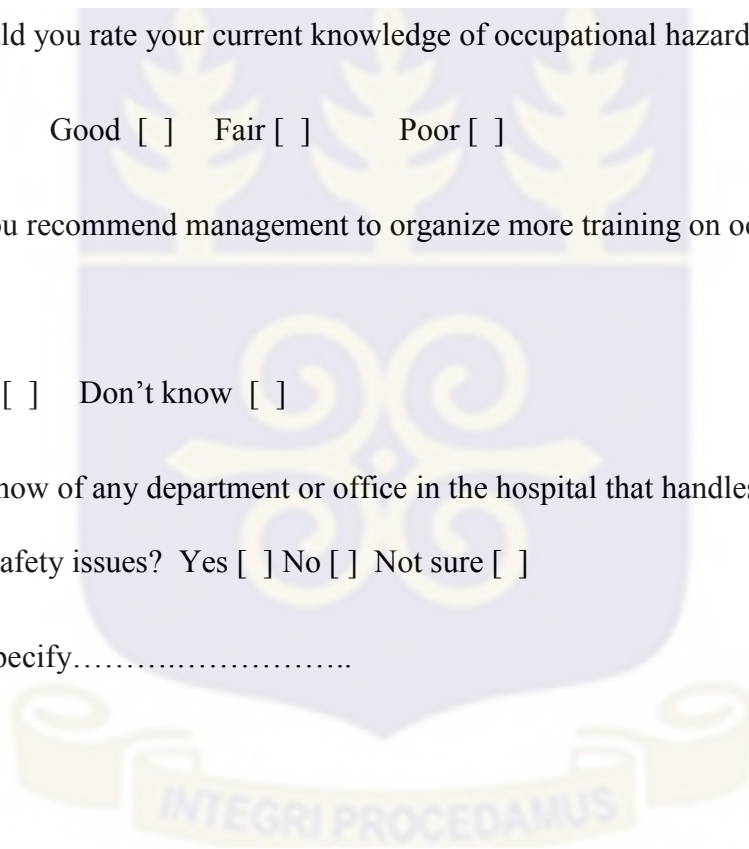 ld you rate your current knowledge of occupational hazard
Good [ ] Fair [ ] Poor [ ]
u recommend management to organize more training on oc
[ ] Don’t know [ ]
now of any department or office in the hospital that handles
afety issues? Yes [ ] No [ ] Not sure [ ]
pecify……….……………..
INTEGRI PROCEDAMUS